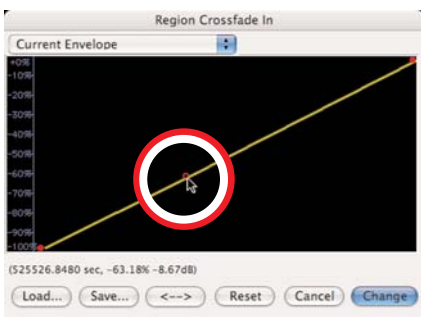 Region Crossfade In
Current Envelope
+0%
-10%
-20%
-30%
-40%
-50%
-60%
-70%
-80%
-90%
-100%
(525526.8480 sec, -63.18% -8.67dB)
Load... Save... <--> Reset Cancel Change